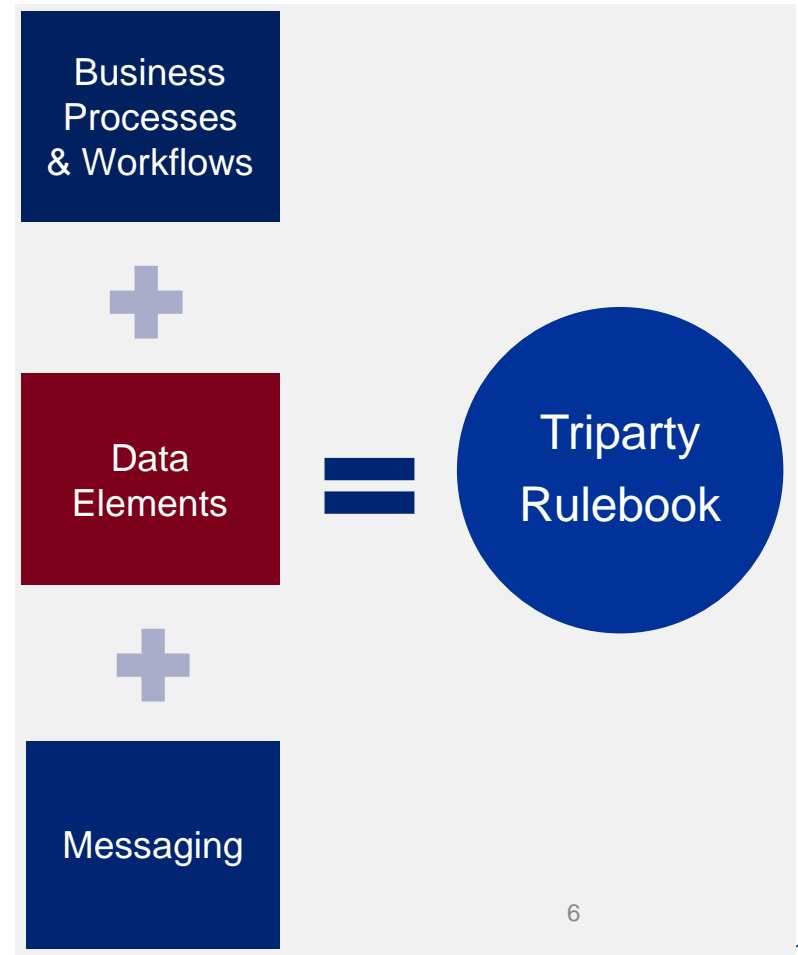 Business
Processes
& Workflows
Data
Elements
Messaging
Triparty
Rulebook
6